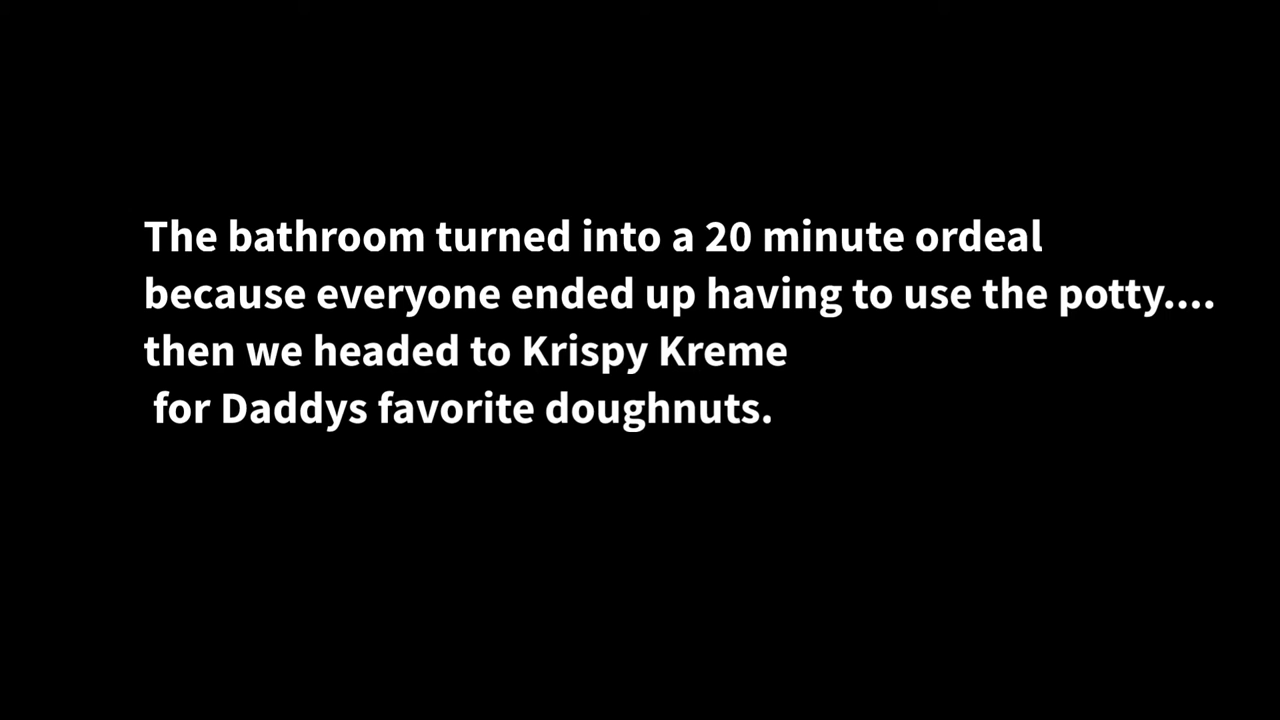 The bathroom turned into a 20 minute ordeal
because everyone ended up having to use the potty....
then we headed to Krispy Kreme
for Daddys favorite doughnuts.